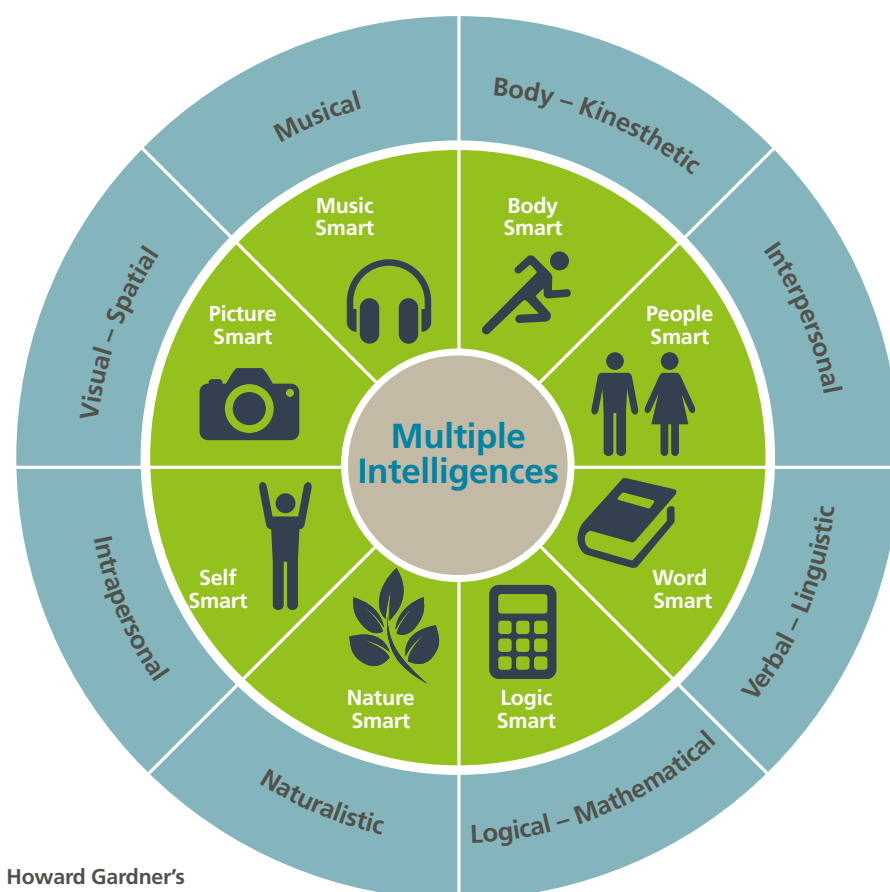 Musical
Body – Kinesthetic
Interpersonal
Verbal – Linguistic
Logical – Mathematical
Naturalistic
Intrapersonal
Visual – Spatial
Music
Smart
Body
Smart
People
Smart
Word
Smart
Logic
Smart
Nature
Smart
Self
Smart
Picture
Smart
Multiple
Intelligences
Howard Gardner's